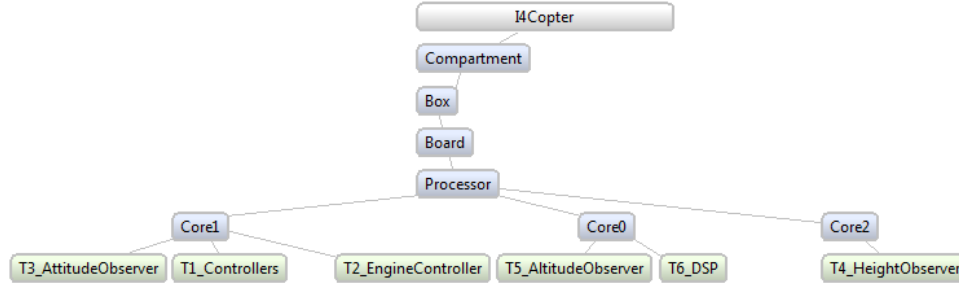 I4Copter
Compartment
Box
Board
Processor
Core1
Core0
Core2
T3_AttitudeObserver
T1_Controllers
T2_EngineController
T5_AltitudeObserver
T6_DSP
T4_HeightObserver